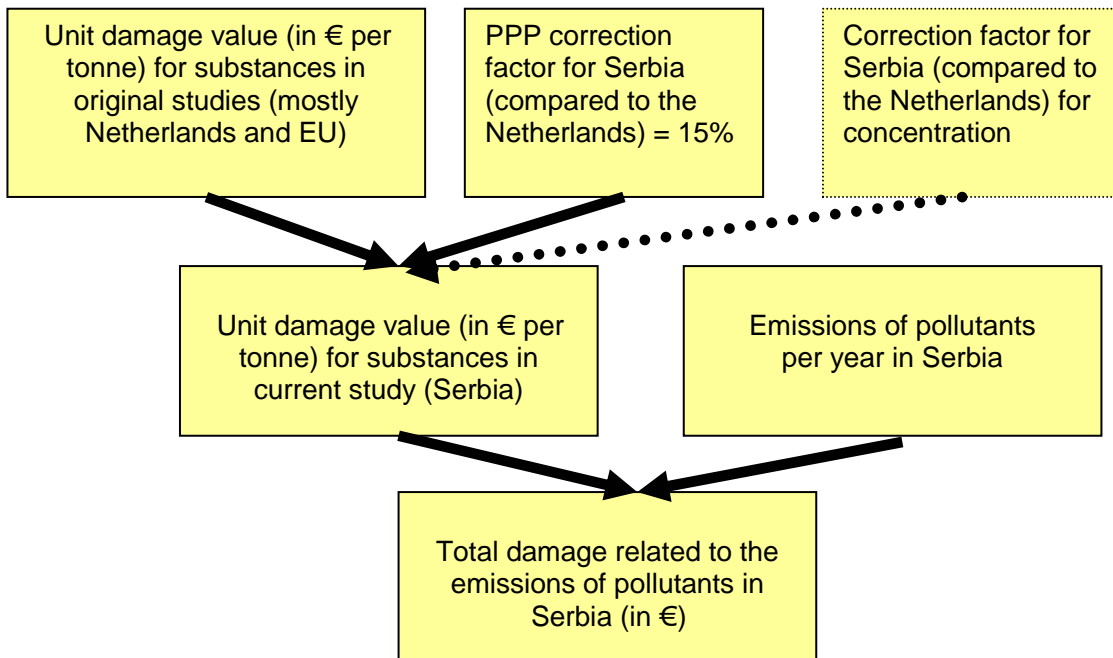 Unit damage value (in € per
tonne) for substances in
original studies (mostly
Netherlands and EU)
PPP correction
factor for Serbia
(compared to the
Netherlands) = 15%
Correction factor for
Serbia (compared to
the Netherlands) for
concentration
Unit damage value (in € per
tonne) for substances in
current study (Serbia)
Emissions of pollutants
per year in Serbia
Total damage related to the
emissions of pollutants in
Serbia (in €)